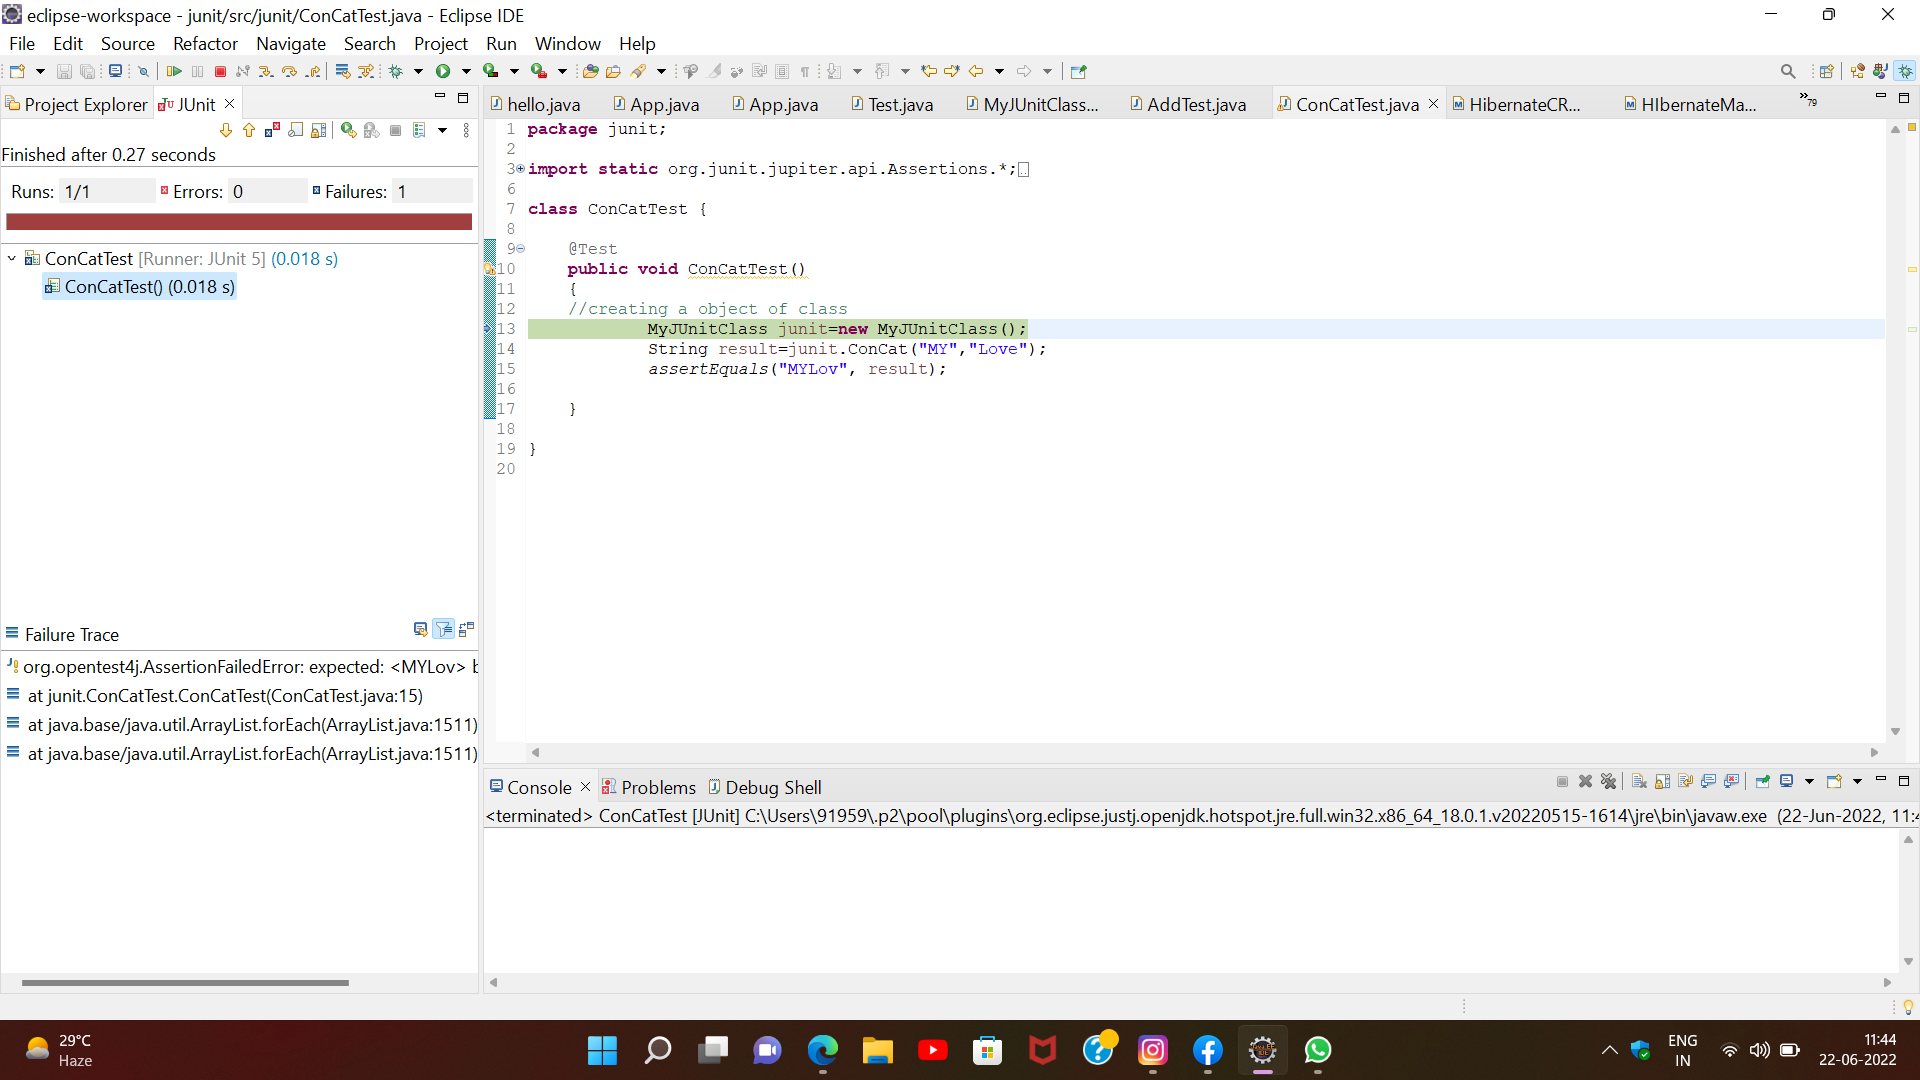 eclipse-workspace - junit/src/junit/ConCatTest.java - Eclipse IDE
File Edit Source Refactor Navigate Search Project Run Window Help
Project Explorer JUnit
hello.java App.java App.java Test.java MyJUnitClass... AddTest.java ConCatTest.java HibernateCR... HIbernateMa... 79
Finished after 0.27 seconds
Runs: 1/1 Errors: 0 Failures: 1
ConCatTest [Runner: JUnit 5] (0.018 s)
ConCatTest() (0.018 s)
1 package junit;
2
3 import static org.junit.jupiter.api.Assertions.*;
6
7 class ConCatTest {
8
9 @Test
10 public void ConCatTest()
11 {
12 //creating a object of class
13 MyJUnitClass junit=new MyJUnitClass();
14 String result=junit.ConCat("MY","Love");
15 assertEquals("MYLov", result);
16
17 }
18
19 }
20
Failure Trace
org.opentest4j.AssertionFailedError: expected: <MYLov> b
at junit.ConCatTest.ConCatTest(ConCatTest.java:15)
at java.base/java.util.ArrayList.forEach(ArrayList.java:1511)
at java.base/java.util.ArrayList.forEach(ArrayList.java:1511)
Console Problems Debug Shell
<terminated> ConCatTest [JUnit] C:\Users\91959\.p2\pool\plugins\org.eclipse.justj.openjdk.hotspot.jre.full.win32.x86_64_18.0.1.v20220515-1614\jre\bin\javaw.exe (22-Jun-2022, 11:4
29°C
Haze
ENG
IN
11:44
22-06-2022